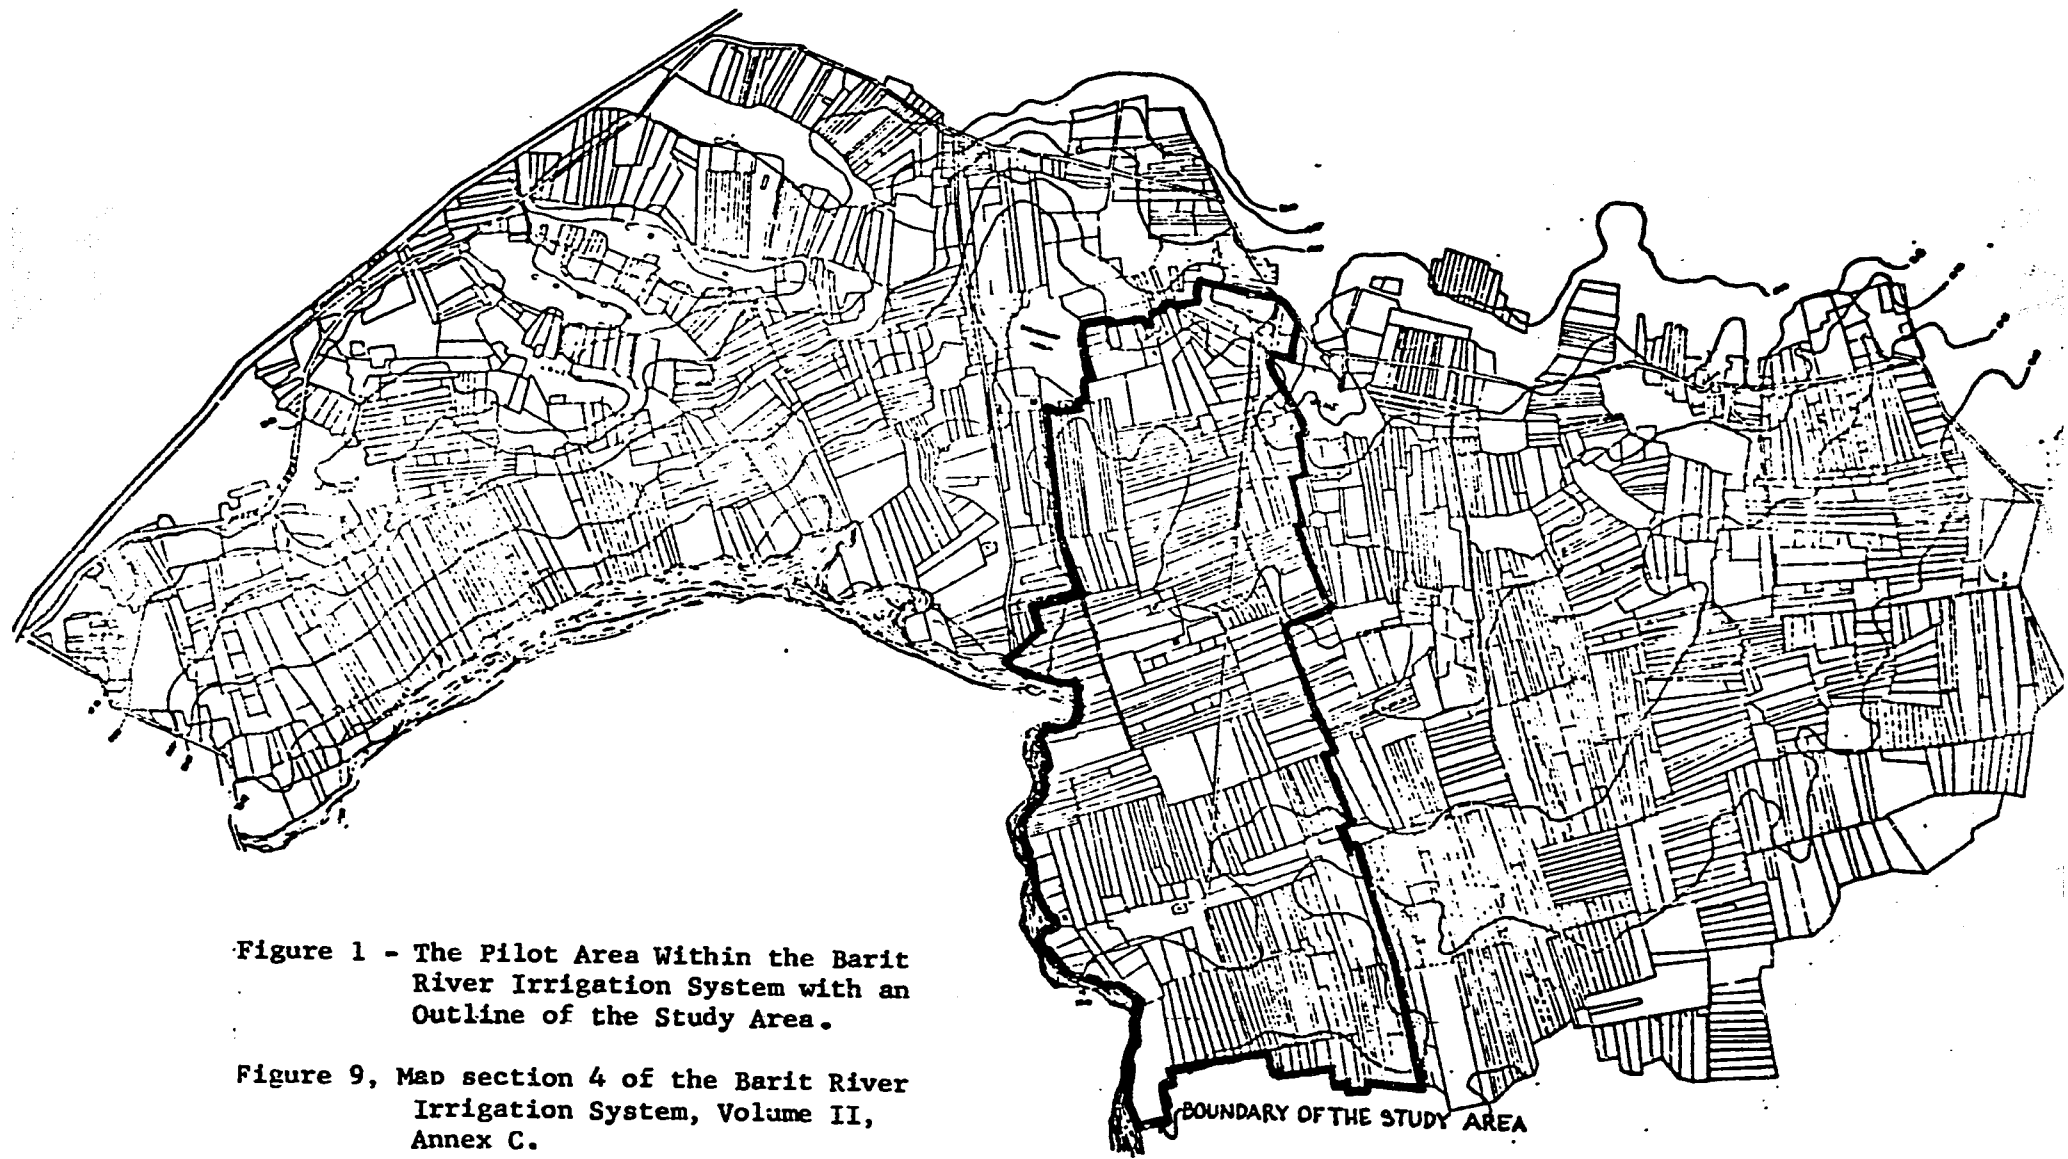 Figure 1 - The Pilot Area Within the Barit
River Irrigation System with an
Outline of the Study Area.
Figure 9, Map section 4 of the Barit River
Irrigation System, Volume II,
Annex C.
BOUNDARY OF THE STUDY AREA